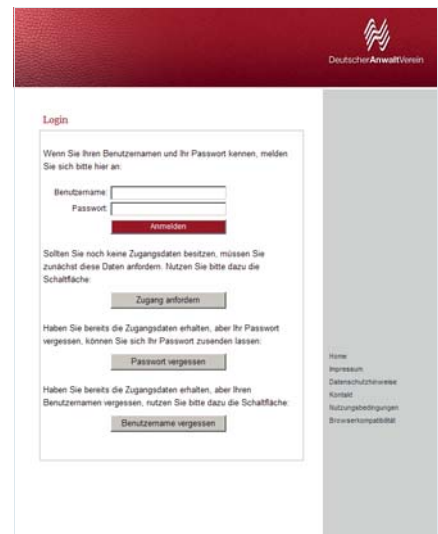 DeutscherAnwaltVerein
Login
Wenn Sie Ihren Benutzernamen und Ihr Passwort kennen, melden
Sie sich bitte hier an:
Benutzername:
Passwort:
Anmelden
Sollten Sie noch keine Zugangsdaten besitzen, müssen Sie
zunächst diese Daten anfordern. Nutzen Sie bitte dazu die
Schaltfläche:
Zugang anfordern
Haben Sie bereits die Zugangsdaten erhalten, aber Ihr Passwort
vergessen, können Sie sich Ihr Passwort zusenden lassen:
Passwort vergessen
Haben Sie bereits die Zugangsdaten erhalten, aber Ihren
Benutzernamen vergessen, nutzen Sie bitte dazu die Schaltfläche:
Benutzername vergessen
Home
Impressum
Datenschutzhinweise
Kontakt
Nutzungsbedingungen
Browserkompatibilität